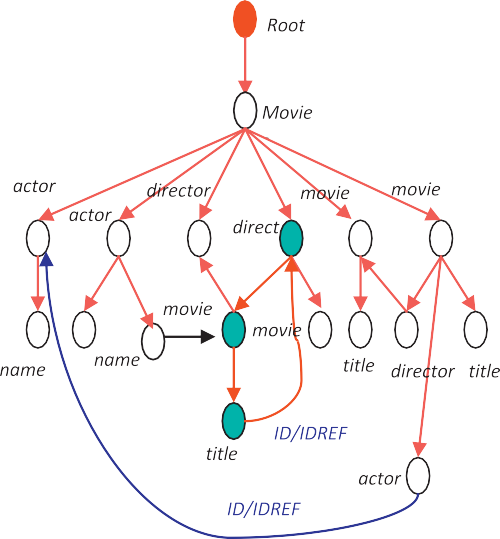 Root
Movie
actor
actor
director
direct
movie
movie
name
name
movie
movie
title
director
title
title
ID/IDREF
actor
ID/IDREF